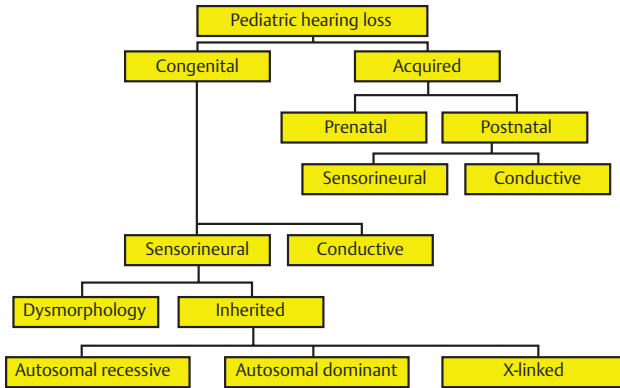 Pediatric hearing loss
Congenital
Acquired
Prenatal
Postnatal
Sensorineural
Conductive
Sensorineural
Conductive
Dysmorphology
Inherited
Autosomal recessive
Autosomal dominant
X-linked